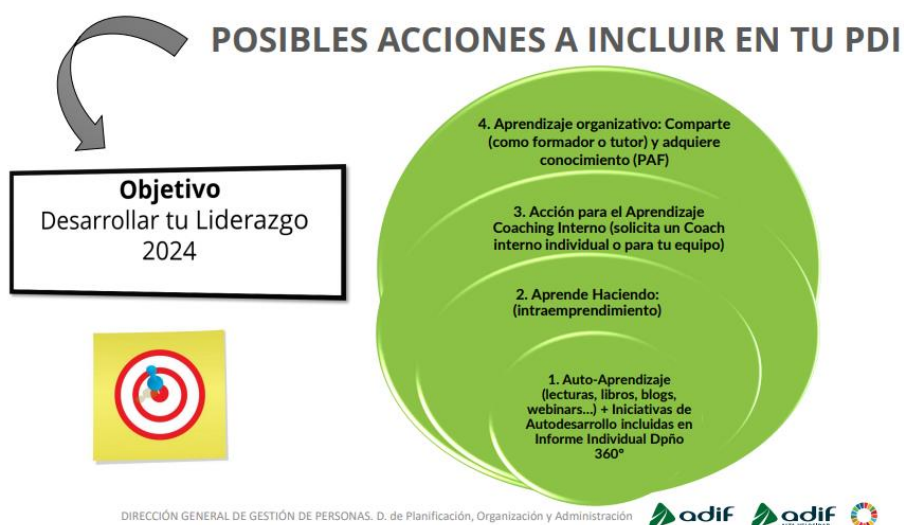 POSIBLES ACCIONES A INCLUIR EN TU PDI
Objetivo
Desarrollar tu Liderazgo
2024
4. Aprendizaje organizativo: Comparte
(como formador o tutor) y adquiere
conocimiento (PAF)
3. Acción para el Aprendizaje
Coaching Interno (solicita un Coach
interno individual o para tu equipo)
2. Aprende Haciendo:
(intraemprendimiento)
1. Auto-Aprendizaje
(lecturas, libros, blogs,
webinars...) + Iniciativas de
Autodesarrollo incluidas en
Informe Individual Dpño
360º
DIRECCIÓN GENERAL DE GESTIÓN DE PERSONAS. D. de Planificación, Organización y Administración
adif adif